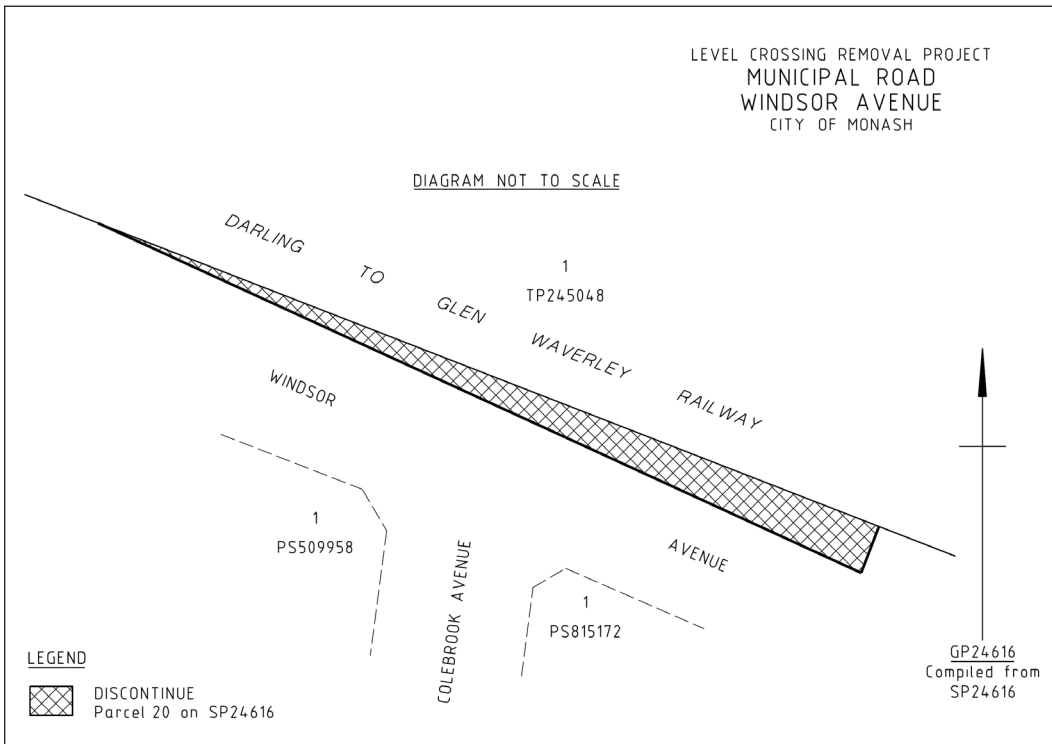 LEVEL CROSSING REMOVAL PROJECT
MUNICIPAL ROAD
WINDSOR AVENUE
CITY OF MONASH
DIAGRAM NOT TO SCALE
DARLING TO GLEN WAVERLEY RAILWAY
1
TP245048
WINDSOR AVENUE
1
PS509958
COLEBROOK AVENUE
1
PS815172
LEGEND
DISCONTINUE
Parcel 20 on SP24616
GP24616
Compiled from
SP24616